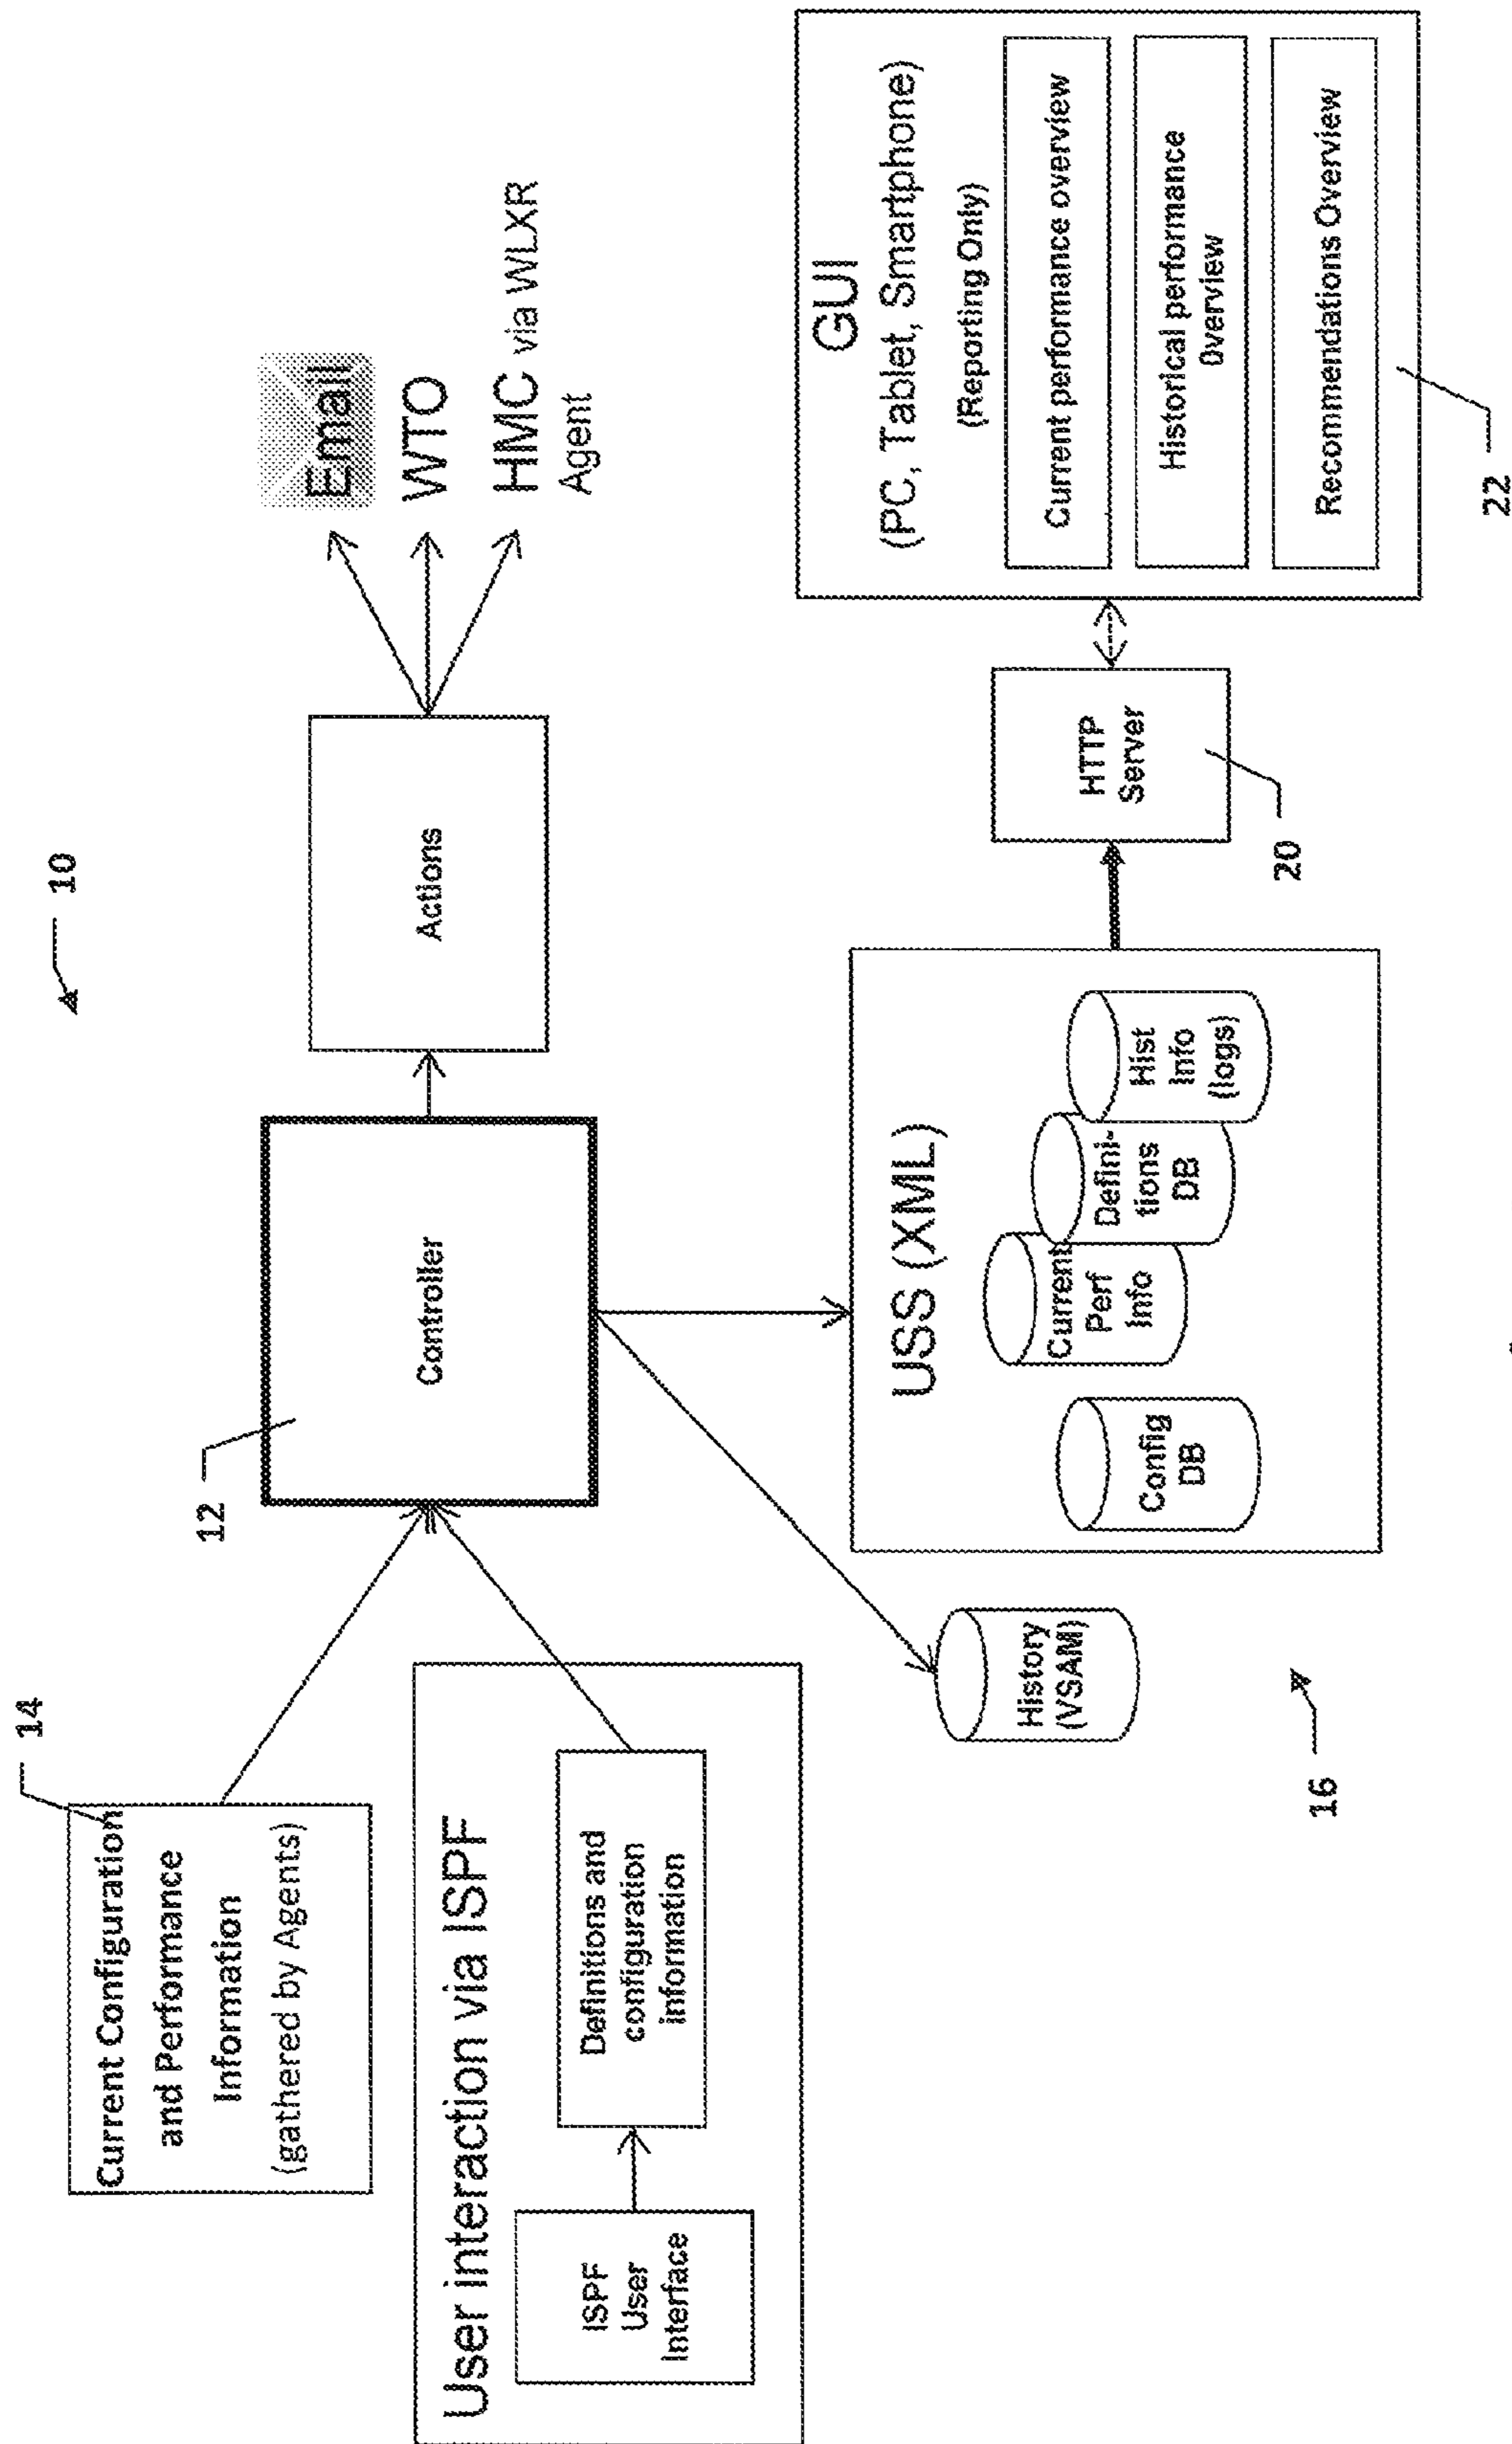 10
14
Current Configuration
and Performance
Information
(gathered by Agents)
12
Controller
Actions
Email
WTO
HMC via WLXR
Agent
User interaction via ISPF
ISPF
User
Interface
Definitions and
configuration
information
History
(VSAM)
16
USS (XML)
Config
DB
Current
Perf
Info
Defini-
tions
DB
Hist
Info
(logs)
HTTP
Server
20
GUI
(PC, Tablet, Smartphone)
(Reporting Only)
Current performance overview
Historical performance
Overview
Recommendations Overview
22